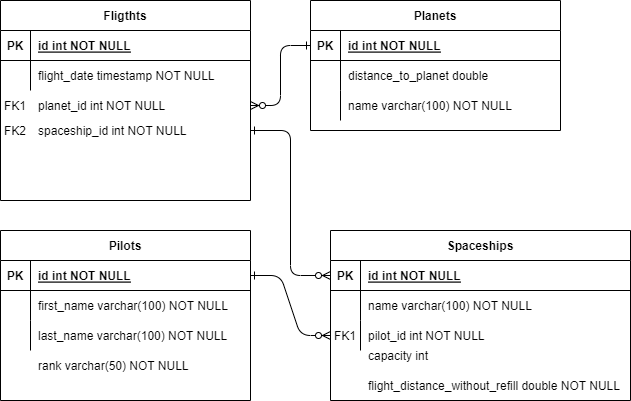 Fligthts
PK id int NOT NULL
flight_date timestamp NOT NULL
FK1 planet_id int NOT NULL
FK2 spaceship_id int NOT NULL
Planets
PK id int NOT NULL
distance_to_planet double
name varchar(100) NOT NULL
Pilots
PK id int NOT NULL
first_name varchar(100) NOT NULL
last_name varchar(100) NOT NULL
rank varchar(50) NOT NULL
Spaceships
PK id int NOT NULL
name varchar(100) NOT NULL
FK1 pilot_id int NOT NULL
capacity int
flight_distance_without_refill double NOT NULL